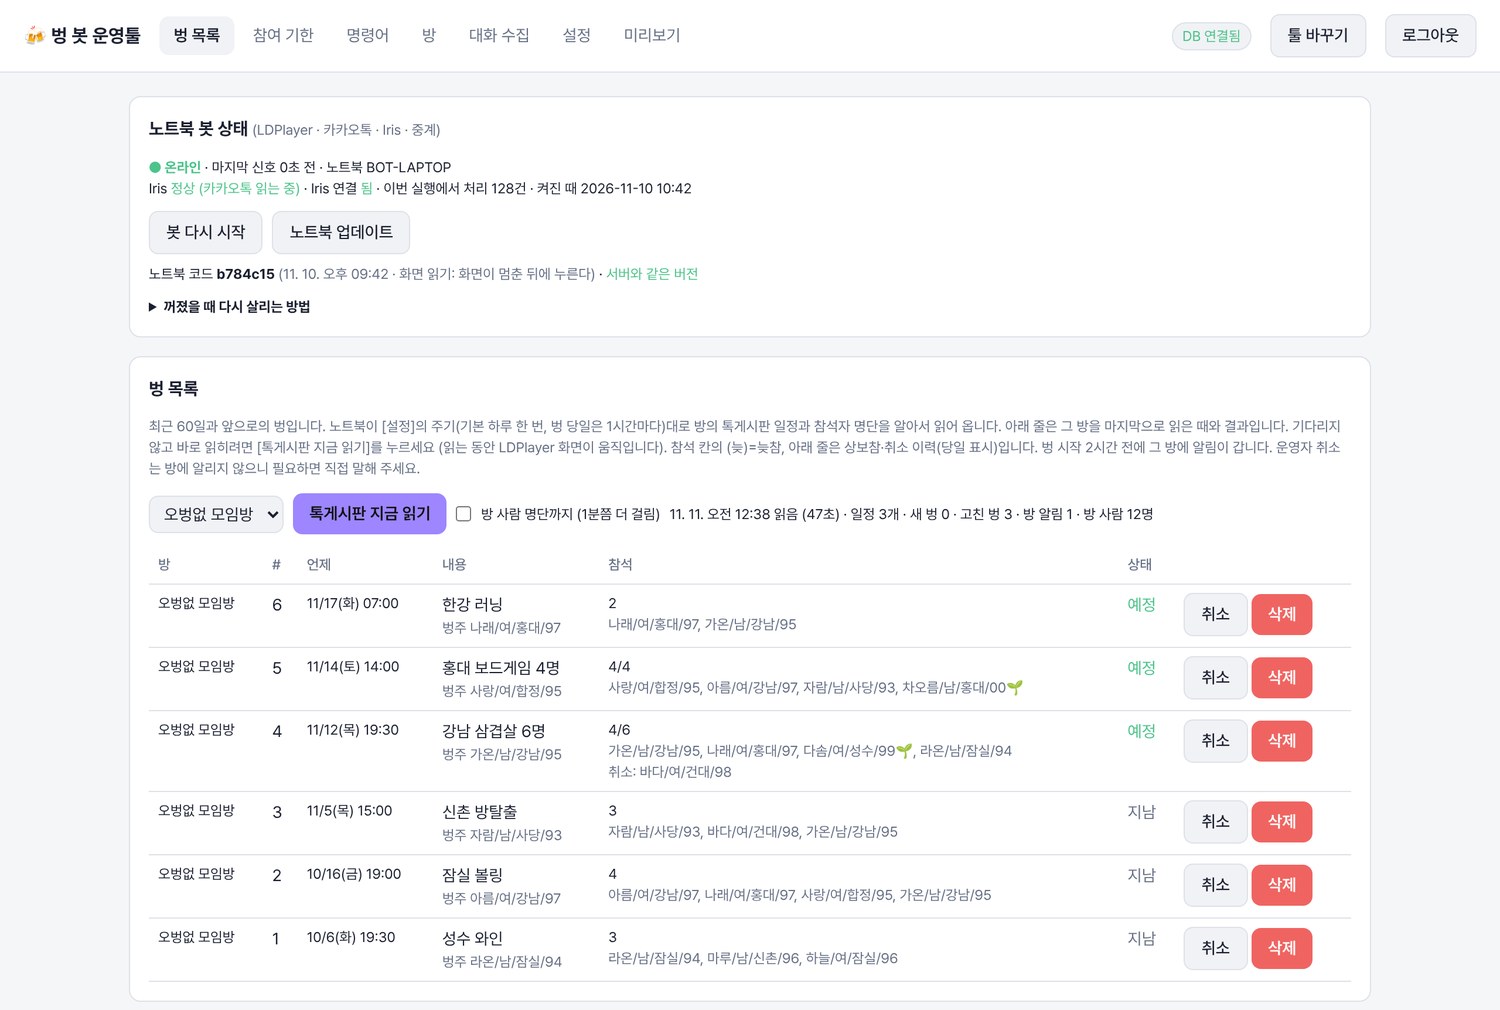 🍻 벙 봇 운영툴 벙 목록 참여 기한 명령어 방 대화 수집 설정 미리보기 DB 연결됨 툴 바꾸기 로그아웃
노트북 봇 상태 (LDPlayer · 카카오톡 · Iris · 중계)
온라인 · 마지막 신호 0초 전 · 노트북 BOT-LAPTOP
Iris 정상 (카카오톡 읽는 중) · Iris 연결 됨 · 이번 실행에서 처리 128건 · 켜진 때 2026-11-10 10:42
봇 다시 시작 노트북 업데이트
노트북 코드 b784c15 (11. 10. 오후 09:42 · 화면 읽기: 화면이 멈춘 뒤에 누른다) · 서버와 같은 버전
▶ 꺼졌을 때 다시 살리는 방법
벙 목록
최근 60일과 앞으로의 벙입니다. 노트북이 [설정]의 주기(기본 하루 한 번, 벙 당일은 1시간마다)대로 방의 톡게시판 일정과 참석자 명단을 알아서 읽어 옵니다. 아래 줄은 그 방을 마지막으로 읽은 때와 결과입니다. 기다리지
않고 바로 읽히려면 [톡게시판 지금 읽기]를 누르세요 (읽는 동안 LDPlayer 화면이 움직입니다). 참석 칸의 (늦)=늦참, 아래 줄은 상보참·취소 이력(당일 표시)입니다. 벙 시작 2시간 전에 그 방에 알림이 갑니다. 운영자 취소
는 방에 알리지 않으니 필요하면 직접 말해 주세요.
오벙없 모임방 톡게시판 지금 읽기 방 사람 명단까지 (1분쯤 더 걸림) 11. 11. 오전 12:38 읽음 (47초) · 일정 3개 · 새 벙 0 · 고친 벙 3 · 방 알림 1 · 방 사람 12명
방 # 언제 내용 참석 상태
오벙없 모임방 6 11/17(화) 07:00 한강 러닝 2 예정 취소 삭제
벙주 나래/여/홍대/97 나래/여/홍대/97, 가온/남/강남/95
오벙없 모임방 5 11/14(토) 14:00 홍대 보드게임 4명 4/4 예정 취소 삭제
벙주 사랑/여/합정/95 사랑/여/합정/95, 아름/여/강남/97, 자람/남/사당/93, 차오름/남/홍대/00🌱
오벙없 모임방 4 11/12(목) 19:30 강남 삼겹살 6명 4/6 예정 취소 삭제
벙주 가온/남/강남/95 가온/남/강남/95, 나래/여/홍대/97, 다솜/여/성수/99🌱, 라온/남/잠실/94
취소: 바다/여/건대/98
오벙없 모임방 3 11/5(목) 15:00 신촌 방탈출 3 지남 취소 삭제
벙주 자람/남/사당/93 자람/남/사당/93, 바다/여/건대/98, 가온/남/강남/95
오벙없 모임방 2 10/16(금) 19:00 잠실 볼링 4 지남 취소 삭제
벙주 아름/여/강남/97 아름/여/강남/97, 나래/여/홍대/97, 사랑/여/합정/95, 가온/남/강남/95
오벙없 모임방 1 10/6(화) 19:30 성수 와인 3 지남 취소 삭제
벙주 라온/남/잠실/94 라온/남/잠실/94, 마루/남/신촌/96, 하늘/여/잠실/96